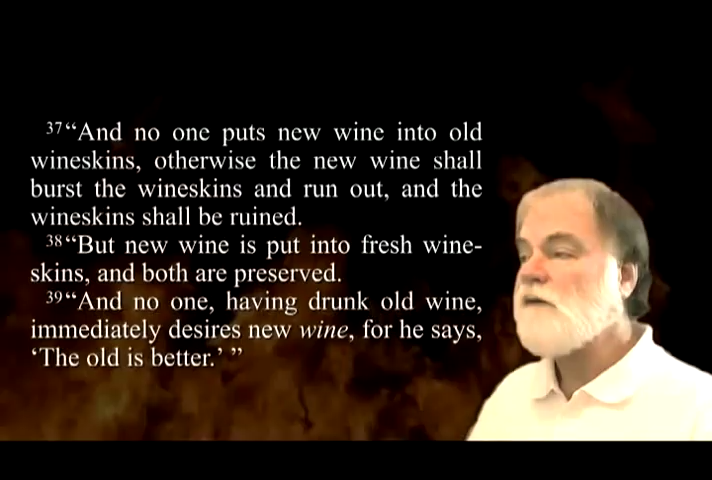 37“And no one puts new wine into old
wineskins, otherwise the new wine shall
burst the wineskins and run out, and the
wineskins shall be ruined.
38“But new wine is put into fresh wine-
skins, and both are preserved.
39“And no one, having drunk old wine,
immediately desires new wine, for he says,
‘The old is better.’ ”